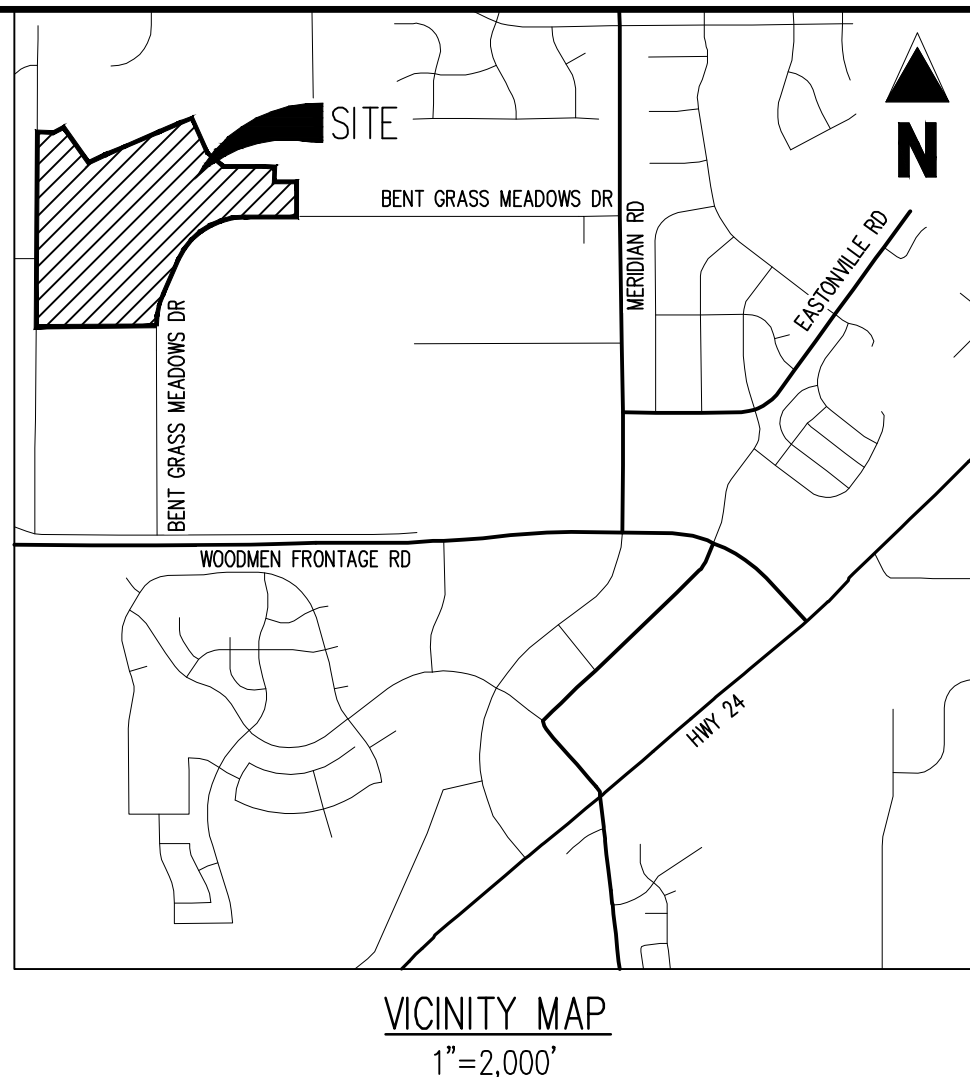 SITE
N
BENT GRASS MEADOWS DR
MERIDIAN RD
EASTONVILLE RD
BENT GRASS MEADOWS DR
WOODMEN FRONTAGE RD
HWY 24
VICINITY MAP
1"=2,000'